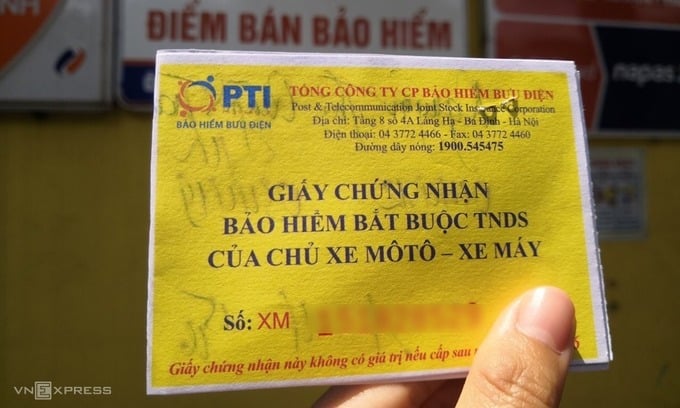 ĐIỂM BÁN BẢO HIỂM
napas
PTI
BẢO HIỂM BƯU ĐIỆN
TỔNG CÔNG TY CP BẢO HIỂM BƯU ĐIỆN
Post & Telecommunication Joint Stock Insurance Corporation
Địa chỉ: Tầng 8 số 4A Láng Hạ - Ba Đình - Hà Nội
Điện thoại: 04 3772 4466 - Fax: 04 3772 4460
Đường dây nóng: 1900.545475
GIẤY CHỨNG NHẬN
BẢO HIỂM BẮT BUỘC TNDS
CỦA CHỦ XE MÔTÔ – XE MÁY
Số: XM
Giấy chứng nhận này không có giá trị nếu cấp sau
VNEXPRESS